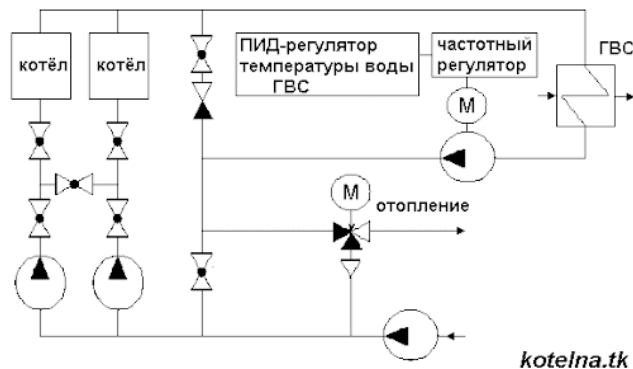 котёл
котёл
ПИД-регулятор
температуры воды
ГВС
частотный
регулятор
ГВС
М
М
отопление
kotelna.tk